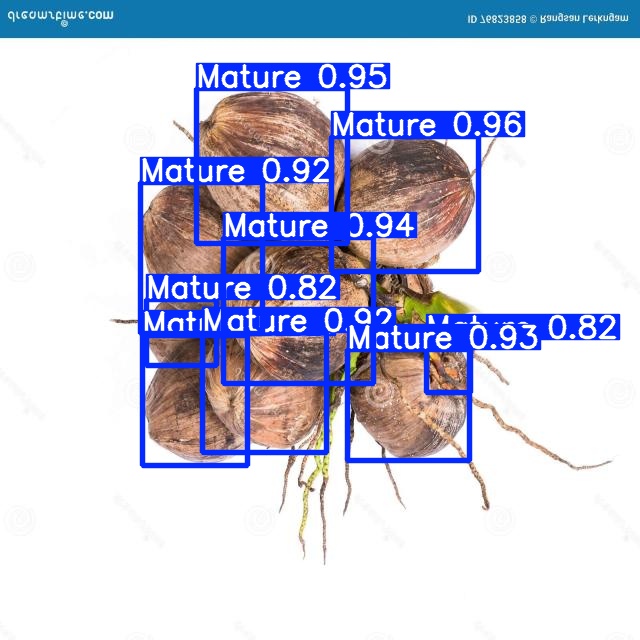 dreamstime.com
ID 76823858 © Rangsan Lerkngam
Mature 0.95
Mature 0.96
Mature 0.92
Mature 0.94
Mature 0.82
Mature 0.92
Mature 0.93
0.82